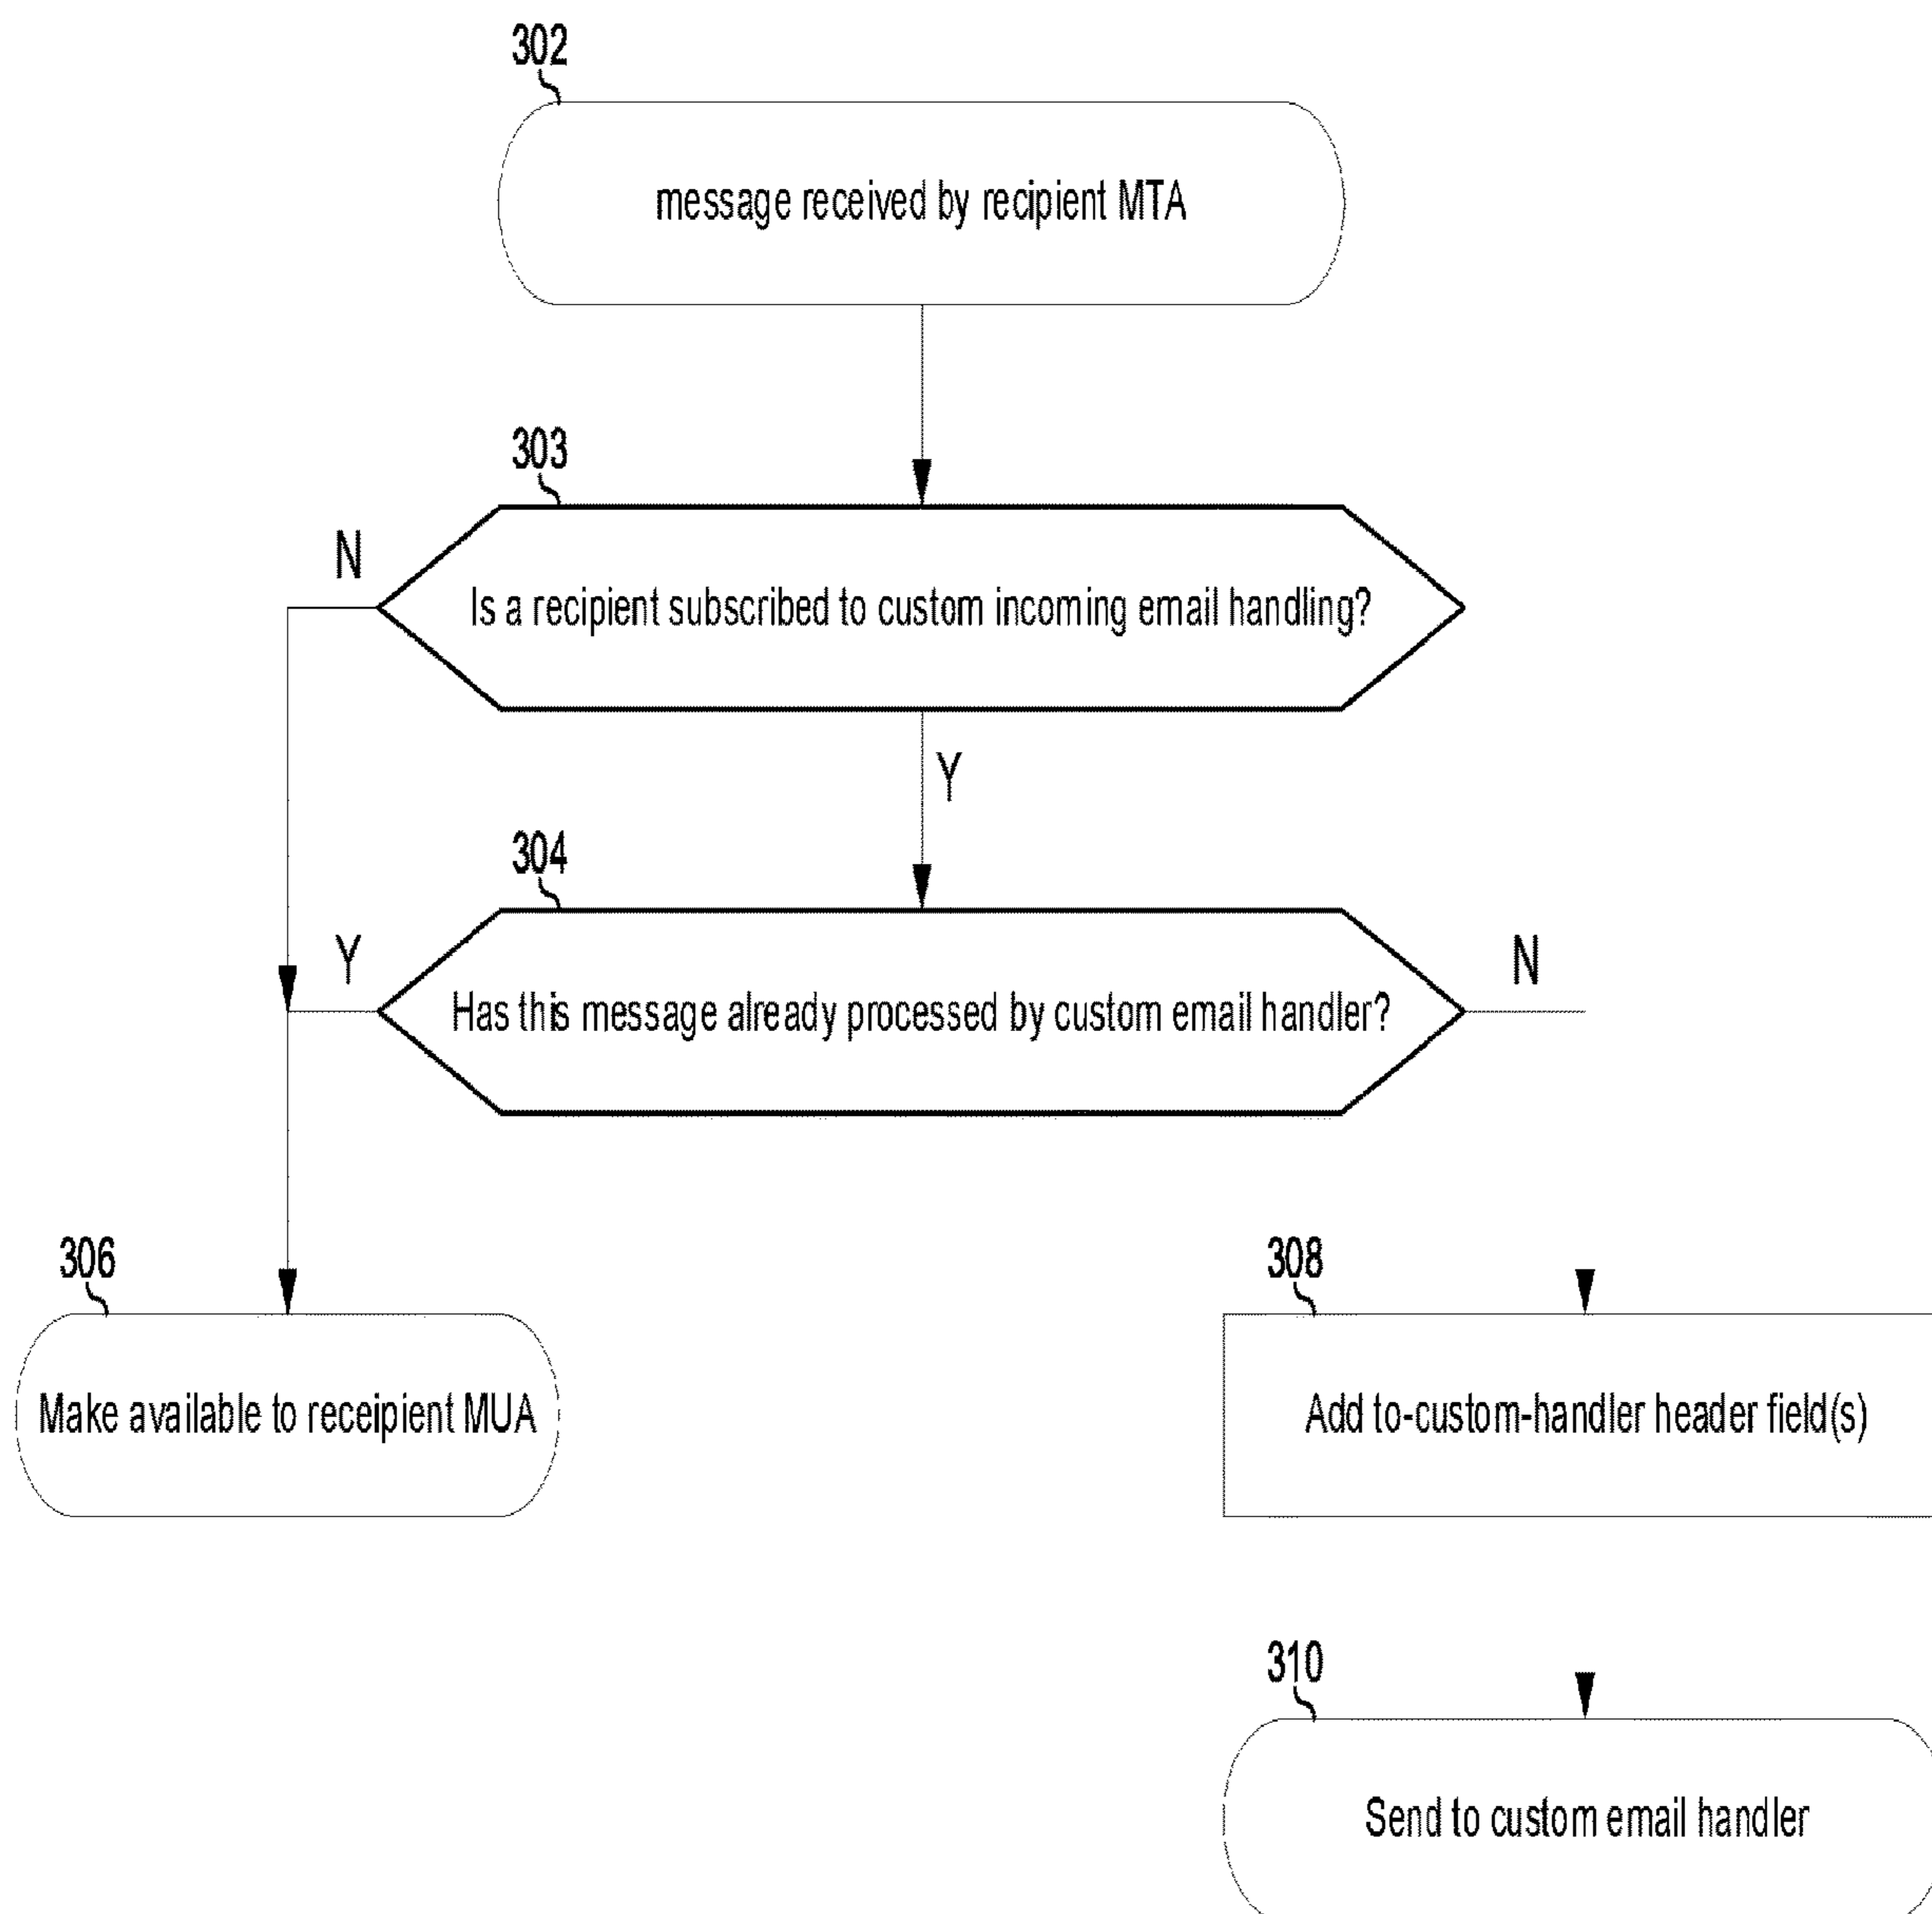 302
message received by recipient MTA
303
N
Is a recipient subscribed to custom incoming email handling?
Y
304
Y
N
Has this message already processed by custom email handler?
306
308
Make available to receipient MUA
Add to-custom-handler header field(s)
310
Send to custom email handler